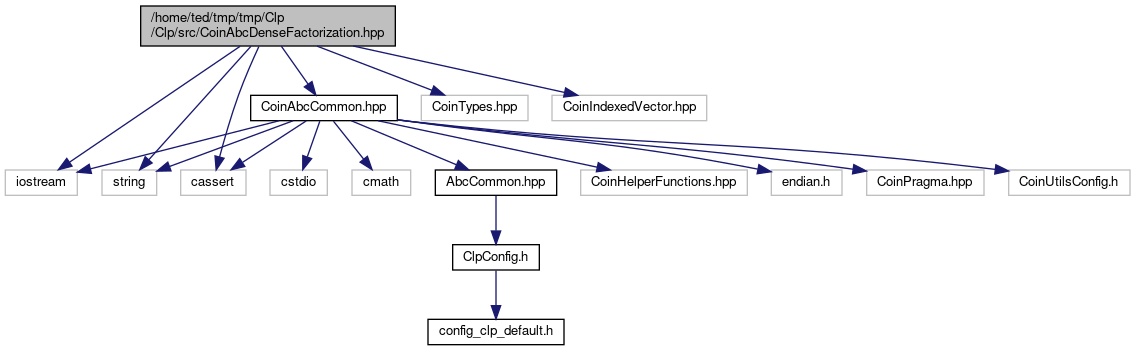 /home/ted/tmp/tmp/Clp
/Clp/src/CoinAbcDenseFactorization.hpp
CoinAbcCommon.hpp
CoinTypes.hpp
CoinIndexedVector.hpp
iostream
string
cassert
cstdio
cmath
AbcCommon.hpp
CoinHelperFunctions.hpp
endian.h
CoinPragma.hpp
CoinUtilsConfig.h
ClpConfig.h
config_clp_default.h